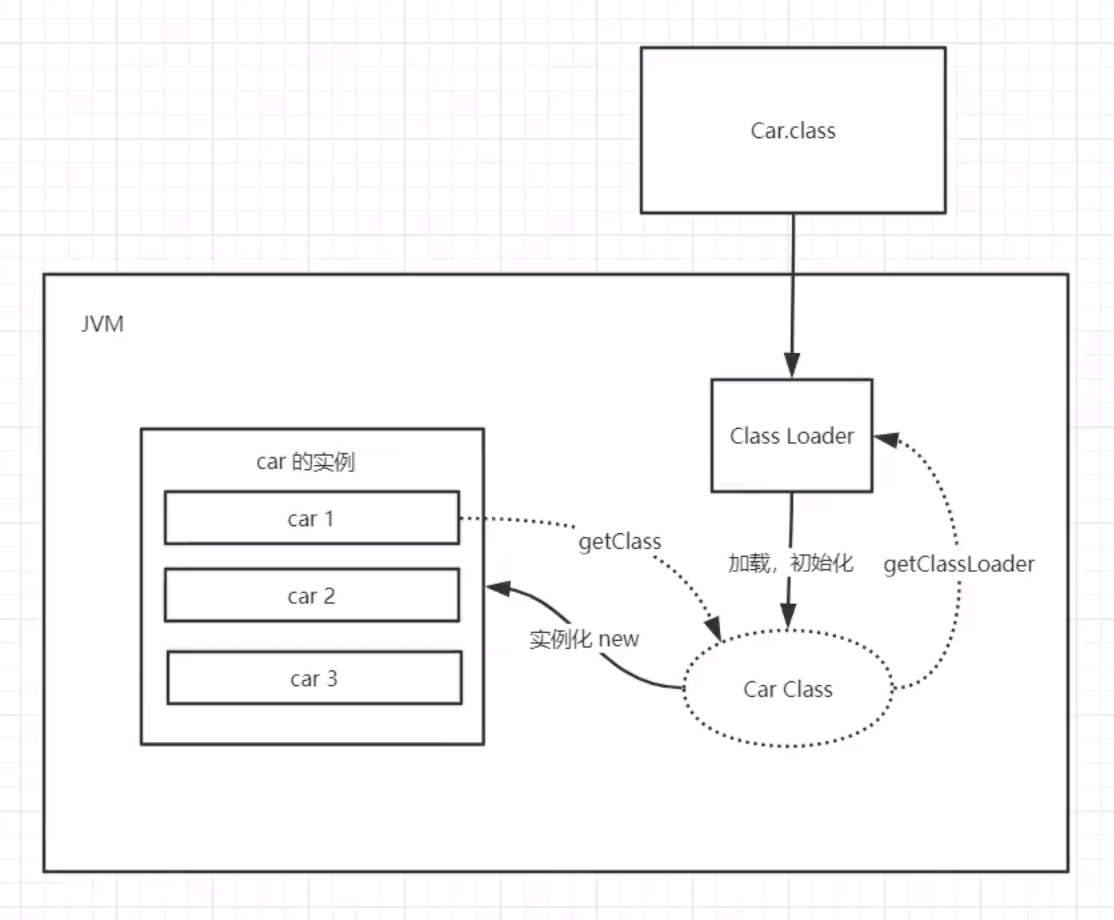 Car.class
JVM
Class Loader
car 的实例
car 1
getClass
加载，初始化
getClassLoader
car 2
实例化 new
car 3
Car Class